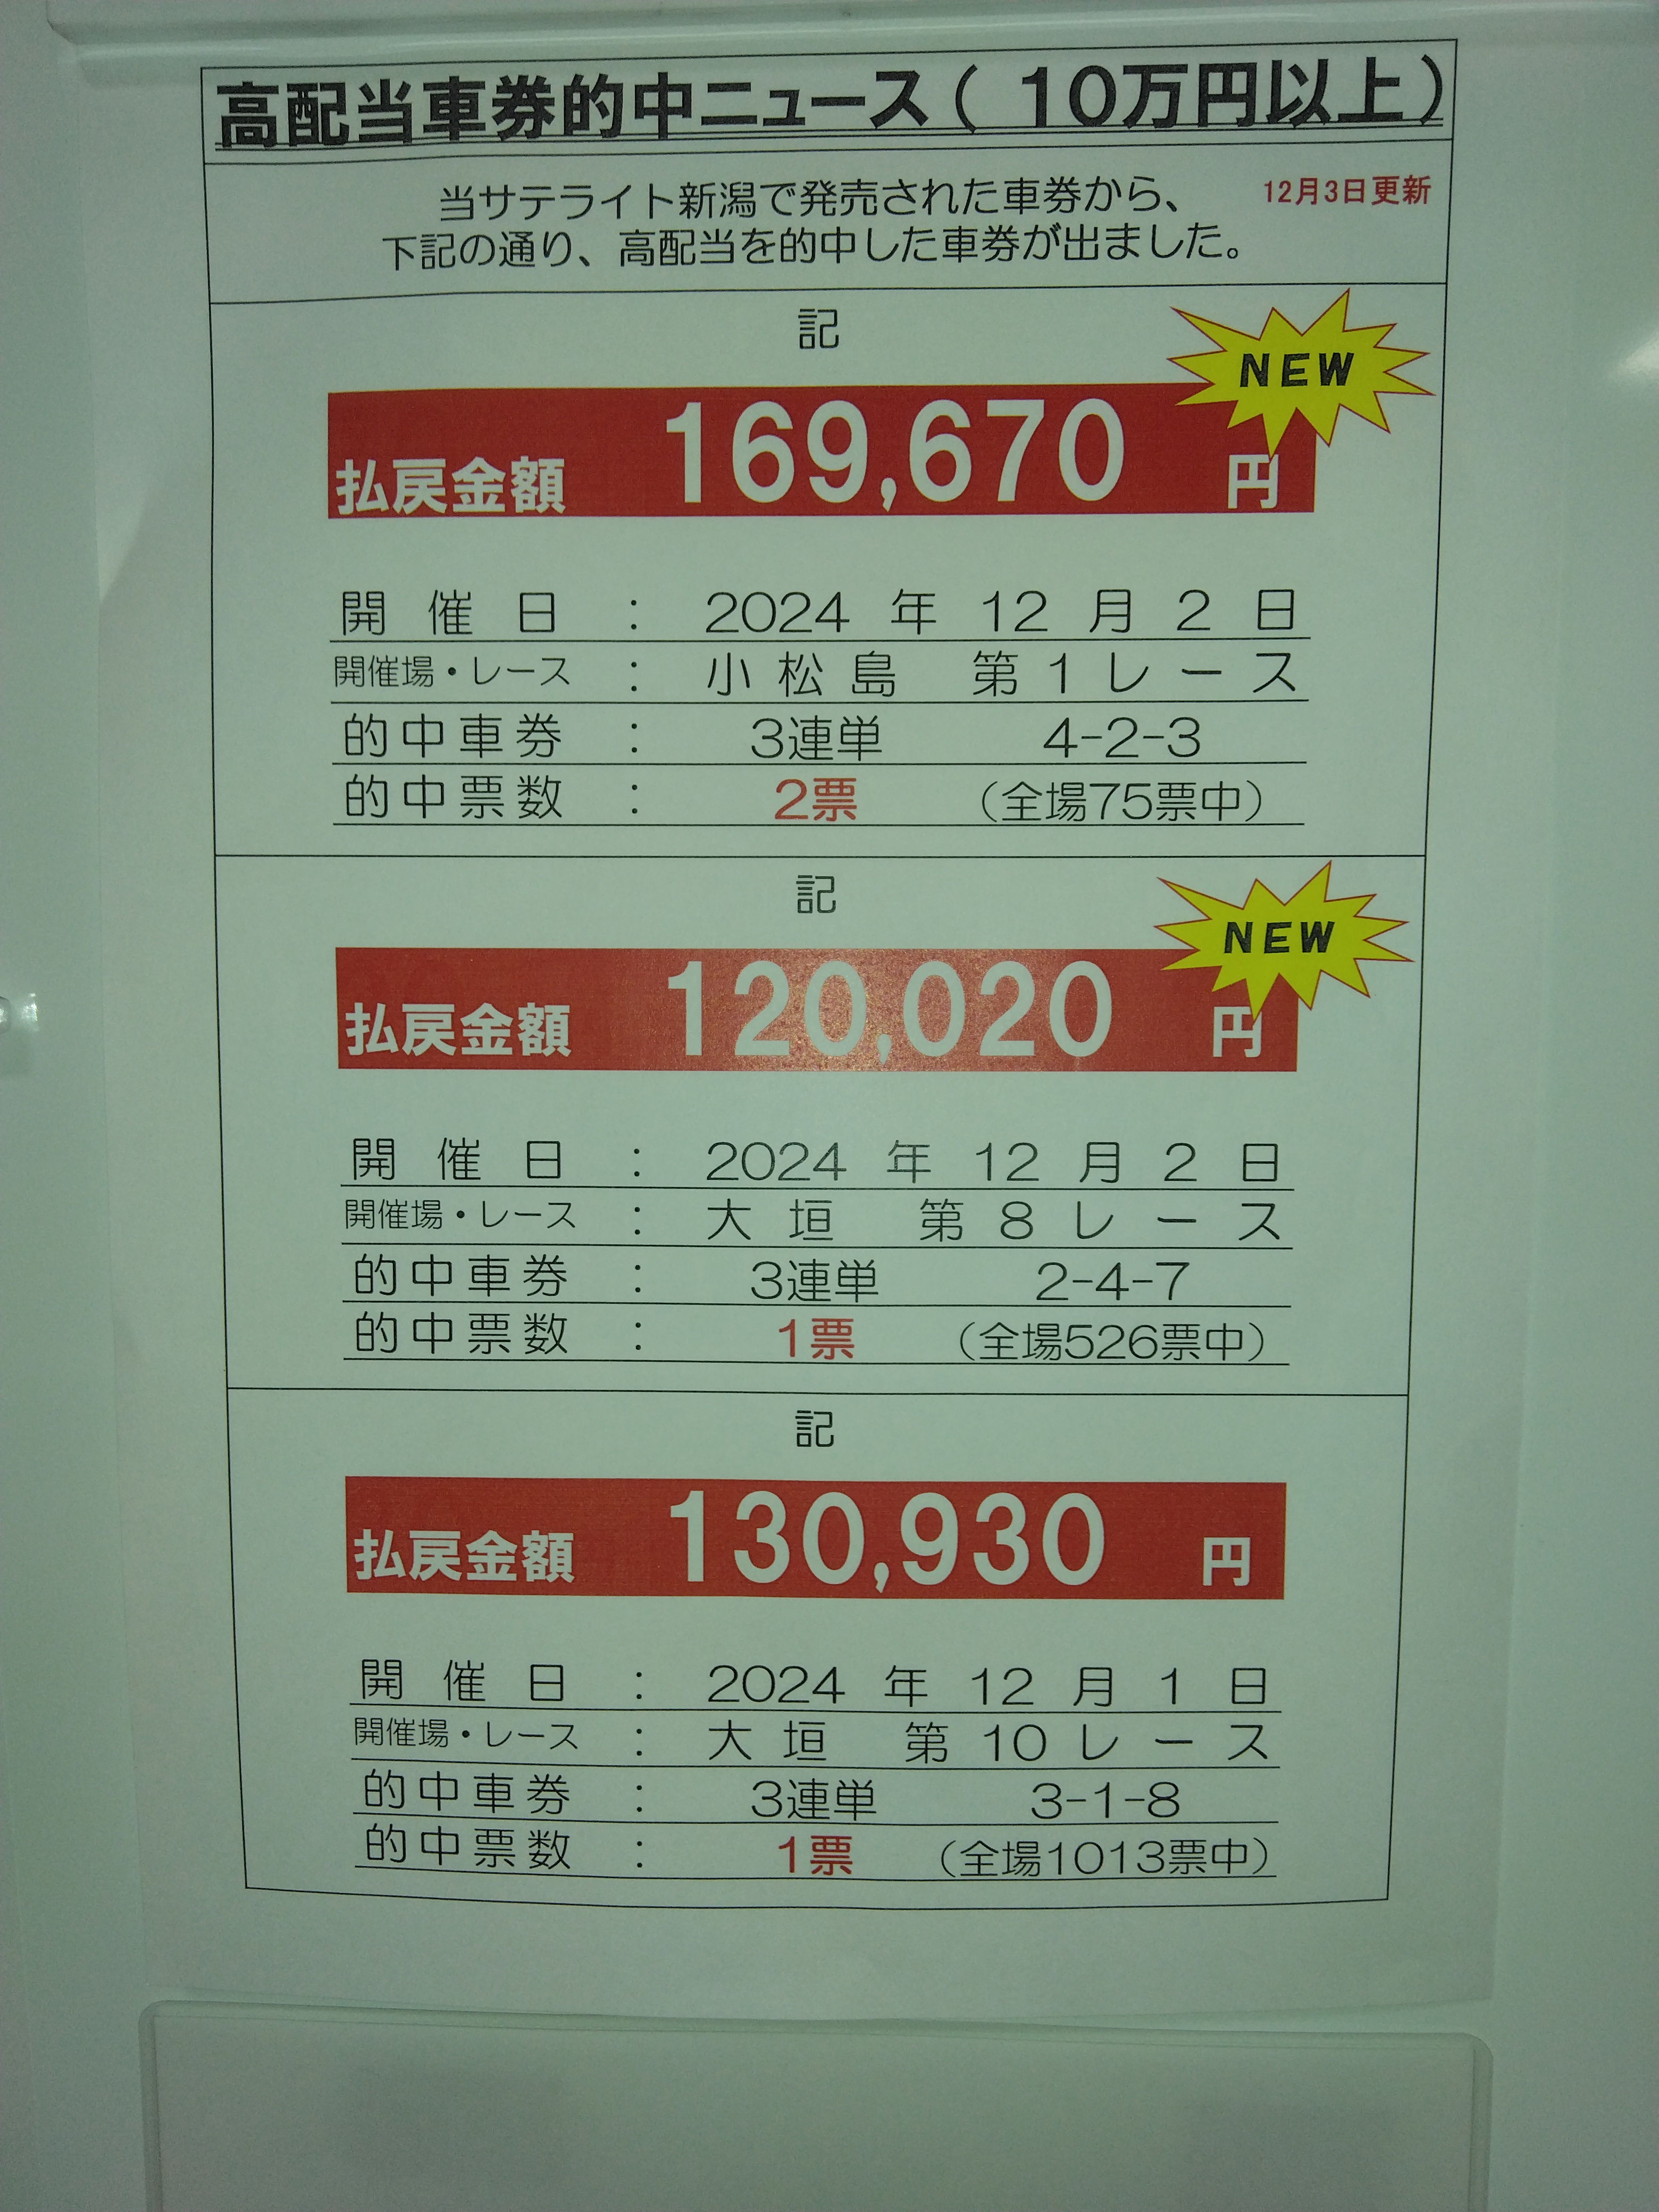 高配当車券的中ニュース（ 10万円以上）
当サテライト新潟で発売された車券から、
12月3日更新
下記の通り、高配当を的中した車券が出ました。
記
NEW
払戻金額 169,670 円
開催日 : 2024 年 12 月 2 日
開催場・レース : 小松島 第1レース
的中車券 : 3連単 4-2-3
的中票数 : 2票 （全場75票中）
記
NEW
払戻金額 120,020 円
開催日 : 2024 年 12 月 2 日
開催場・レース : 大垣 第8レース
的中車券 : 3連単 2-4-7
的中票数 : 1票 （全場526票中）
記
払戻金額 130,930 円
開催日 : 2024 年 12 月 1 日
開催場・レース : 大垣 第10レース
的中車券 : 3連単 3-1-8
的中票数 : 1票 （全場1013票中）